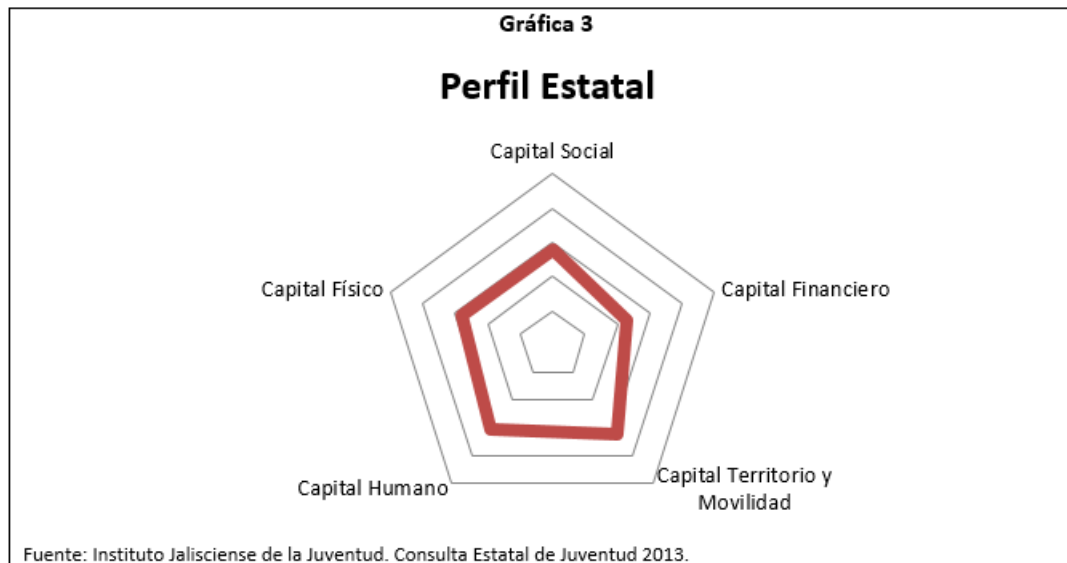 Gráfica 3
Perfil Estatal
Capital Social
Capital Físico
Capital Financiero
Capital Humano
Capital Territorio y
Movilidad
Fuente: Instituto Jalisciense de la Juventud. Consulta Estatal de Juventud 2013.